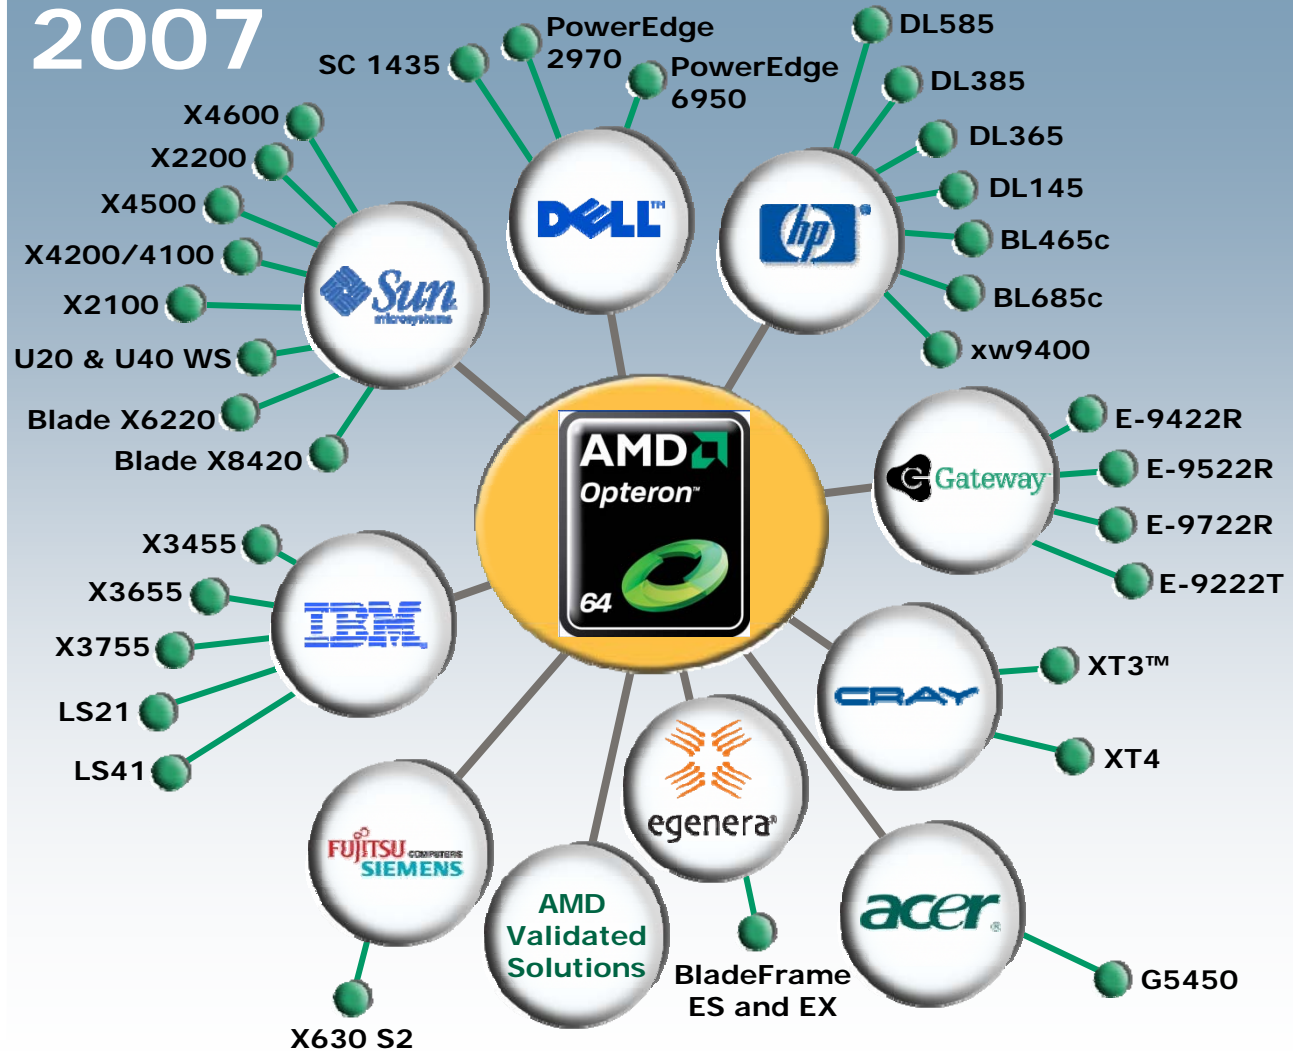 2007
SC 1435
PowerEdge
2970
PowerEdge
6950
DELL™
DL585
DL385
DL365
DL145
BL465c
BL685c
xw9400
hp®
X4600
X2200
X4500
X4200/4100
X2100
U20 & U40 WS
Blade X6220
Blade X8420
Sun
microsystems
AMD
Opteron™
64
Gateway™
E-9422R
E-9522R
E-9722R
E-9222T
X3455
X3655
X3755
LS21
LS41
IBM
CRAY
XT3™
XT4
FUJITSU COMPUTERS
SIEMENS
X630 S2
AMD
Validated
Solutions
egenera®
BladeFrame
ES and EX
acer®
G5450